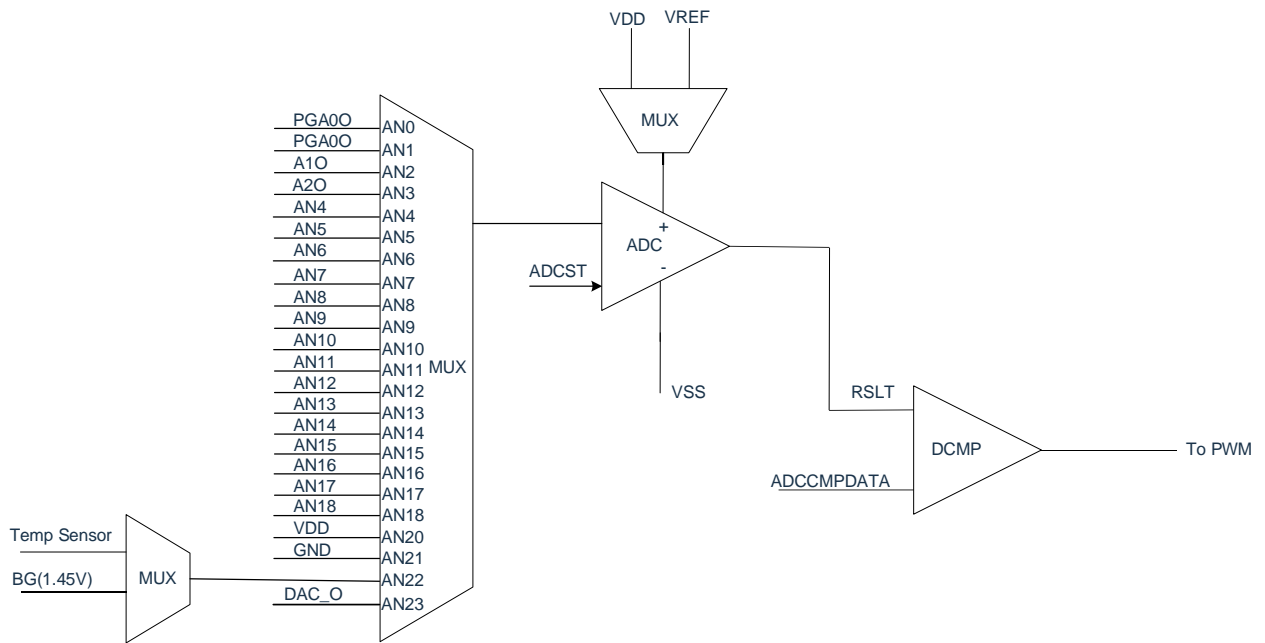 VDD
VREF
MUX
PGA0O
AN0
PGA0O
AN1
A1O
AN2
A2O
AN3
AN4
AN4
AN5
AN5
AN6
AN6
AN7
AN7
AN8
AN8
AN9
AN9
AN10
AN10
AN11
AN11
MUX
AN12
AN12
AN13
AN13
AN14
AN14
AN15
AN15
AN16
AN16
AN17
AN17
AN18
AN18
VDD
AN20
GND
AN21
AN22
DAC_O
AN23
Temp Sensor
BG(1.45V)
MUX
+
ADC
-
ADCST
VSS
RSLT
DCMP
ADCCMPDATA
To PWM